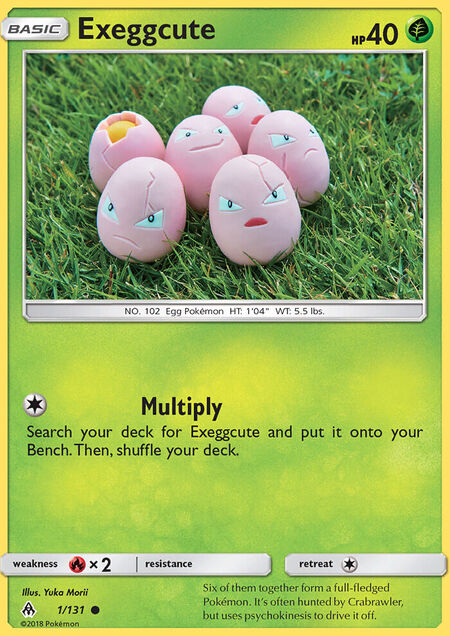 BASIC Exeggcute HP40
NO. 102 Egg Pokémon HT: 1'04" WT: 5.5 lbs.
Multiply
Search your deck for Exeggcute and put it onto your
Bench. Then, shuffle your deck.
weakness ×2 resistance retreat
Illus. Yuka Morii
1/131
©2018 Pokémon
Six of them together form a full-fledged
Pokémon. It's often hunted by Crabrawler,
but uses psychokinesis to drive it off.